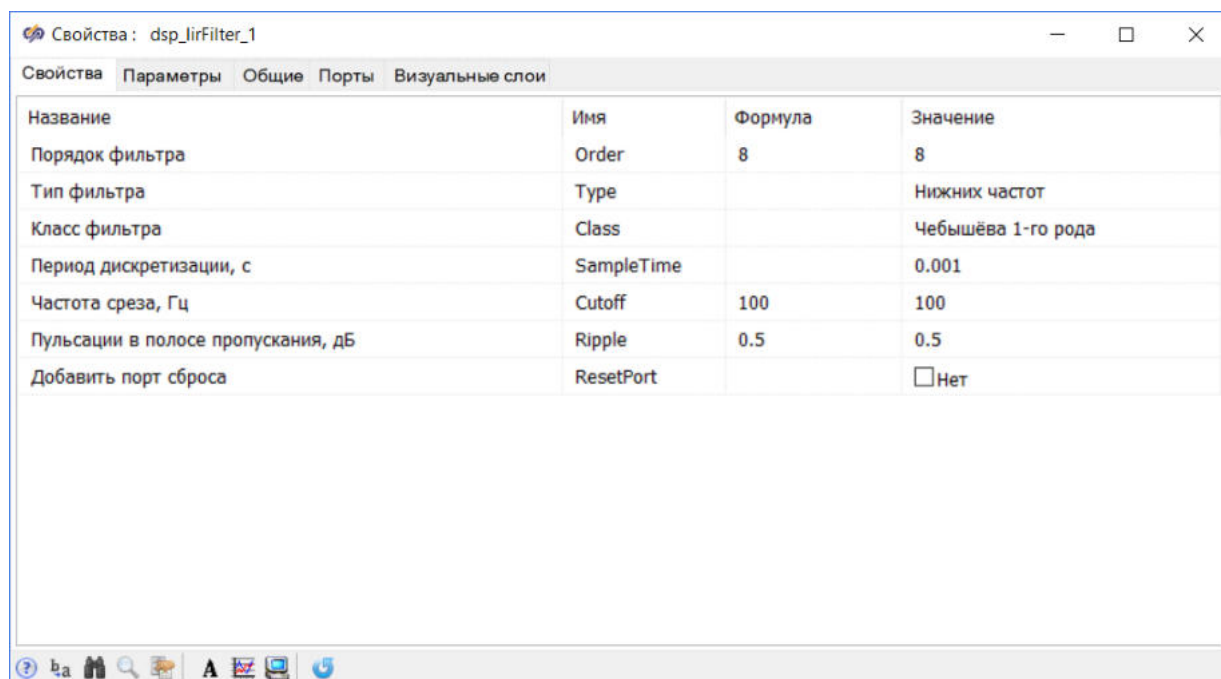 Свойства : dsp_IirFilter_1
Свойства Параметры Общие Порты Визуальные слои
Название Имя Формула Значение
Порядок фильтра Order 8 8
Тип фильтра Type Нижних частот
Класс фильтра Class Чебышёва 1-го рода
Период дискретизации, с SampleTime 0.001
Частота среза, Гц Cutoff 100 100
Пульсации в полосе пропускания, дБ Ripple 0.5 0.5
Добавить порт сброса ResetPort Нет